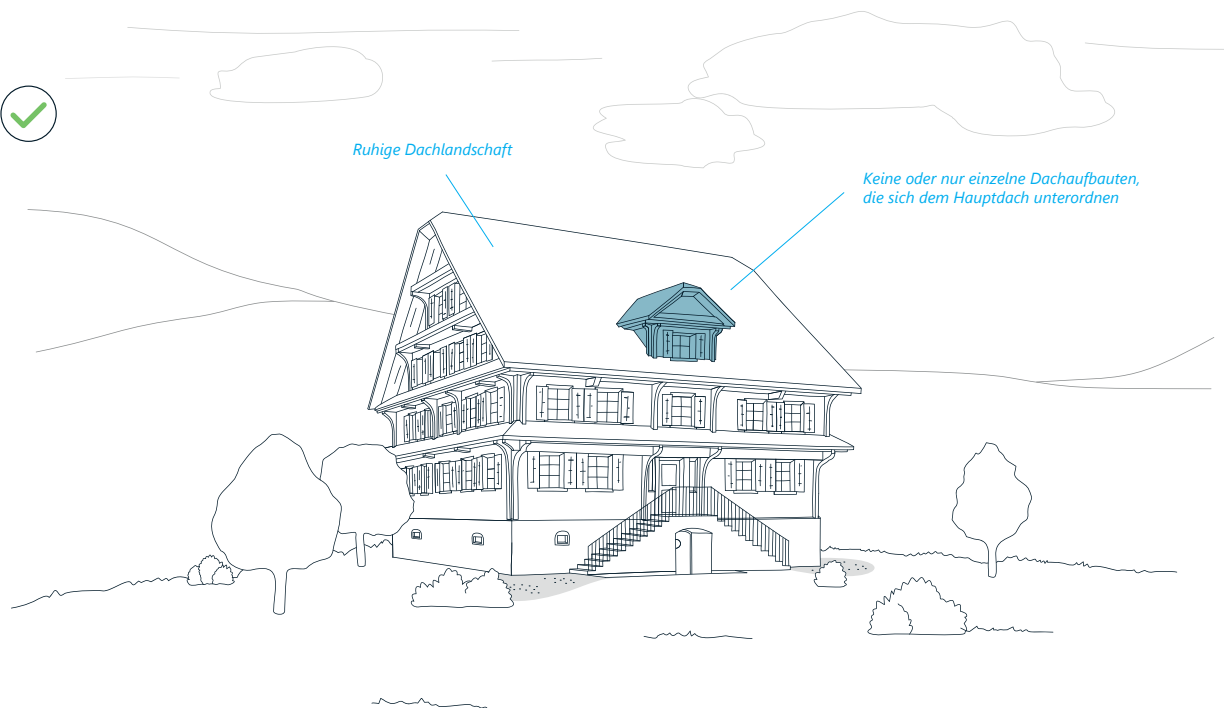 Ruhige Dachlandschaft
Keine oder nur einzelne Dachaufbauten,
die sich dem Hauptdach unterordnen